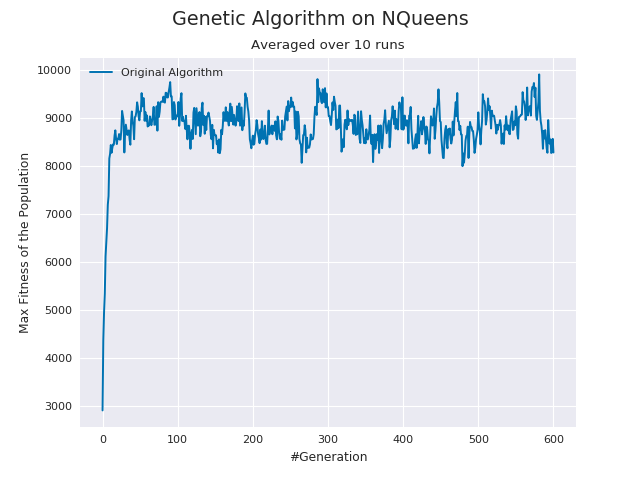 Genetic Algorithm on NQueens
Averaged over 10 runs
Original Algorithm
10000
9000
8000
7000
6000
5000
4000
3000
Max Fitness of the Population
0 100 200 300 400 500 600
#Generation